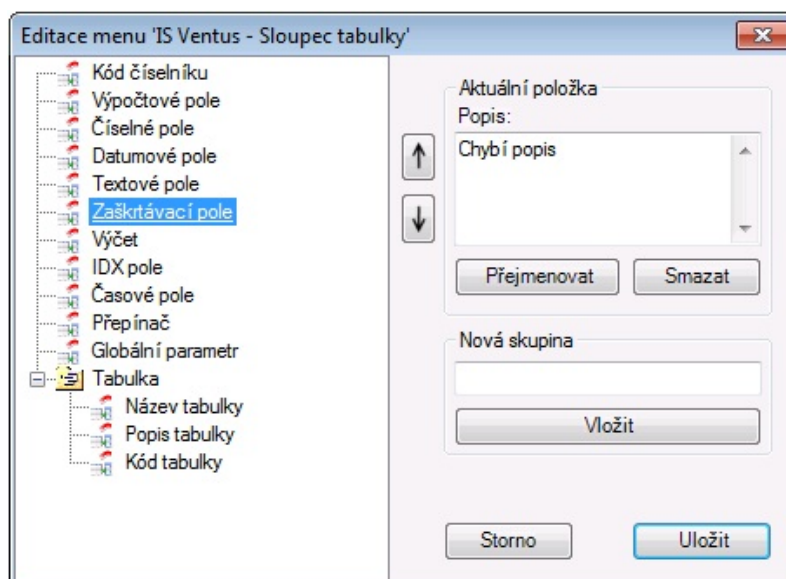 Editace menu 'IS Ventus - Sloupec tabulky'
Kód číselníku
Výpočtové pole
Číselné pole
Datumové pole
Textové pole
Zaškrtávací pole
Výčet
IDX pole
Časové pole
Přepínač
Globální parametr
Tabulka
Název tabulky
Popis tabulky
Kód tabulky
Aktuální položka
Popis:
Chybí popis
Přejmenovat
Smazat
Nová skupina
Vložit
Storno
Uložit